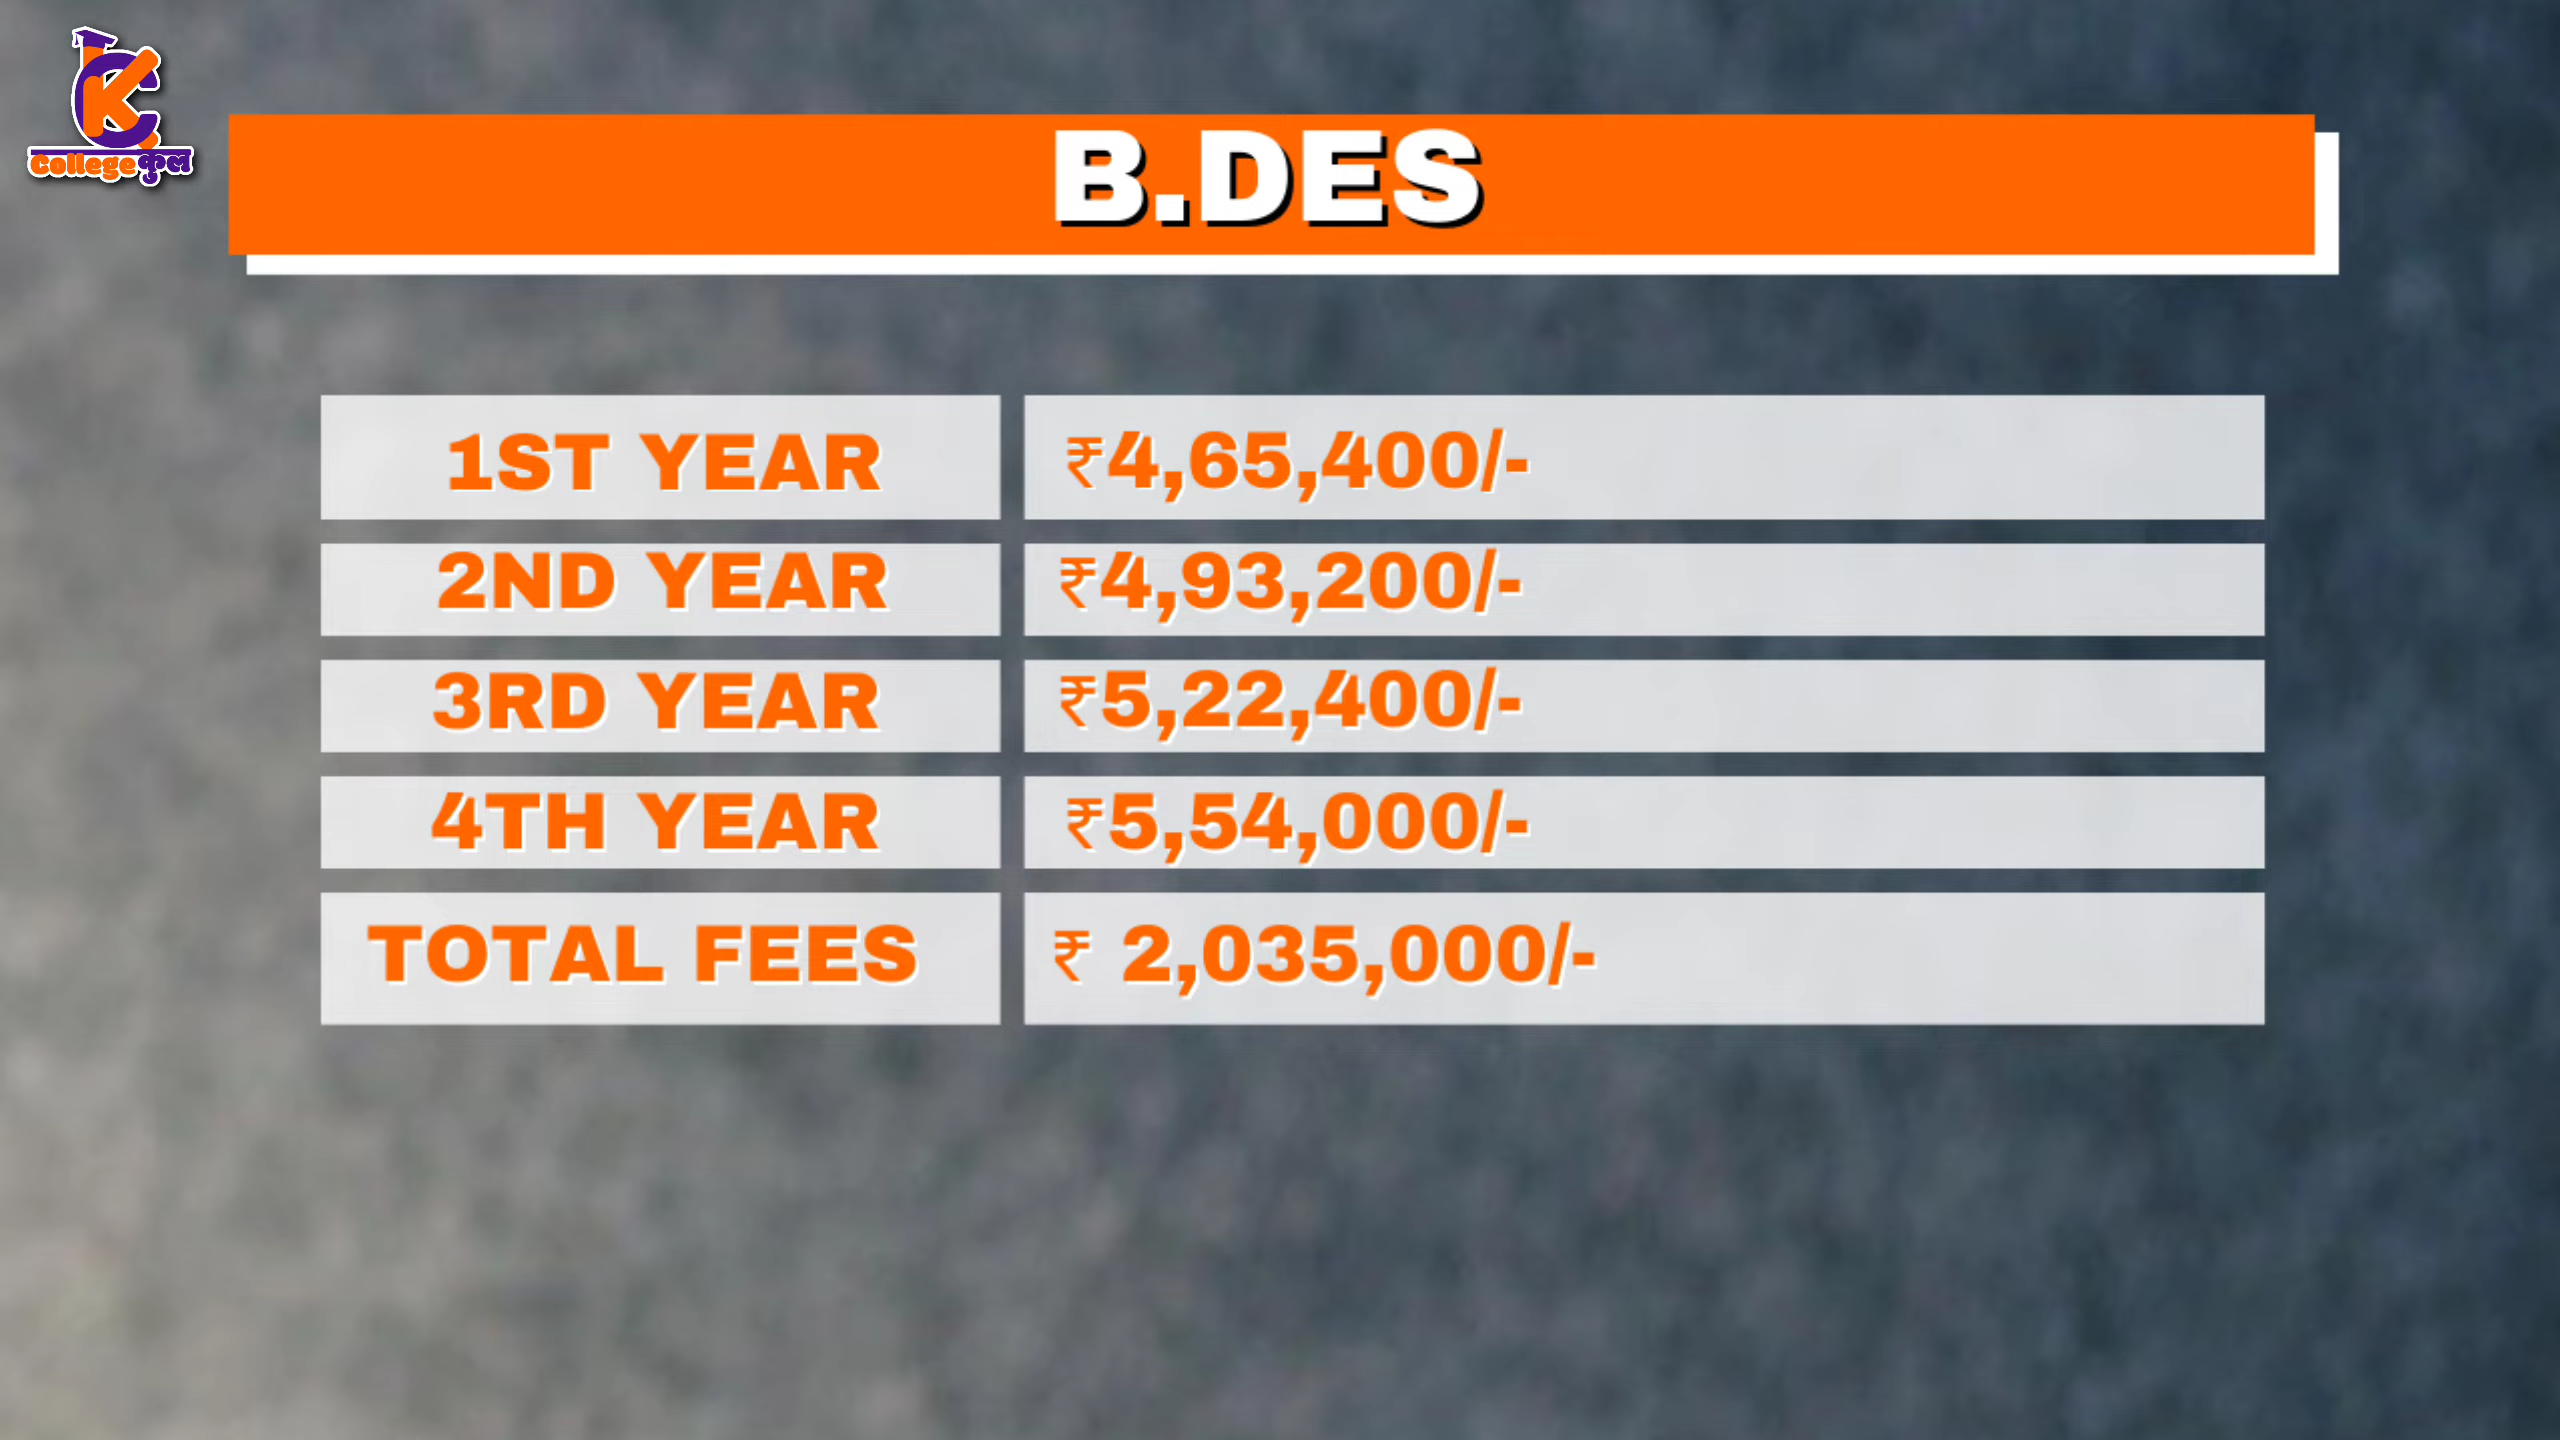 CK
Collegeकुल
B.DES
1ST YEAR ₹4,65,400/-
2ND YEAR ₹4,93,200/-
3RD YEAR ₹5,22,400/-
4TH YEAR ₹5,54,000/-
TOTAL FEES ₹ 2,035,000/-